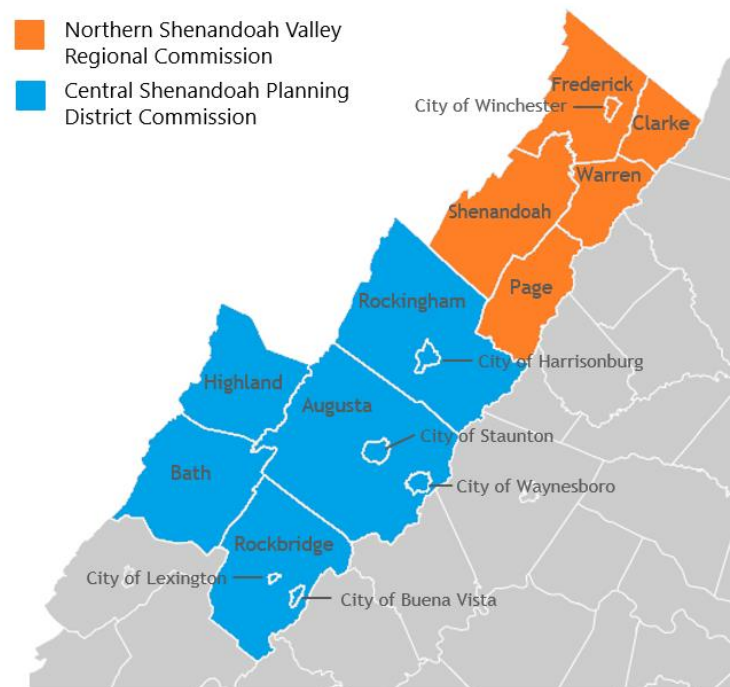 Northern Shenandoah Valley
Regional Commission
Central Shenandoah Planning
District Commission
Frederick
City of Winchester
Clarke
Warren
Shenandoah
Page
Rockingham
City of Harrisonburg
Highland
Augusta
City of Staunton
Bath
City of Waynesboro
Rockbridge
City of Lexington
City of Buena Vista